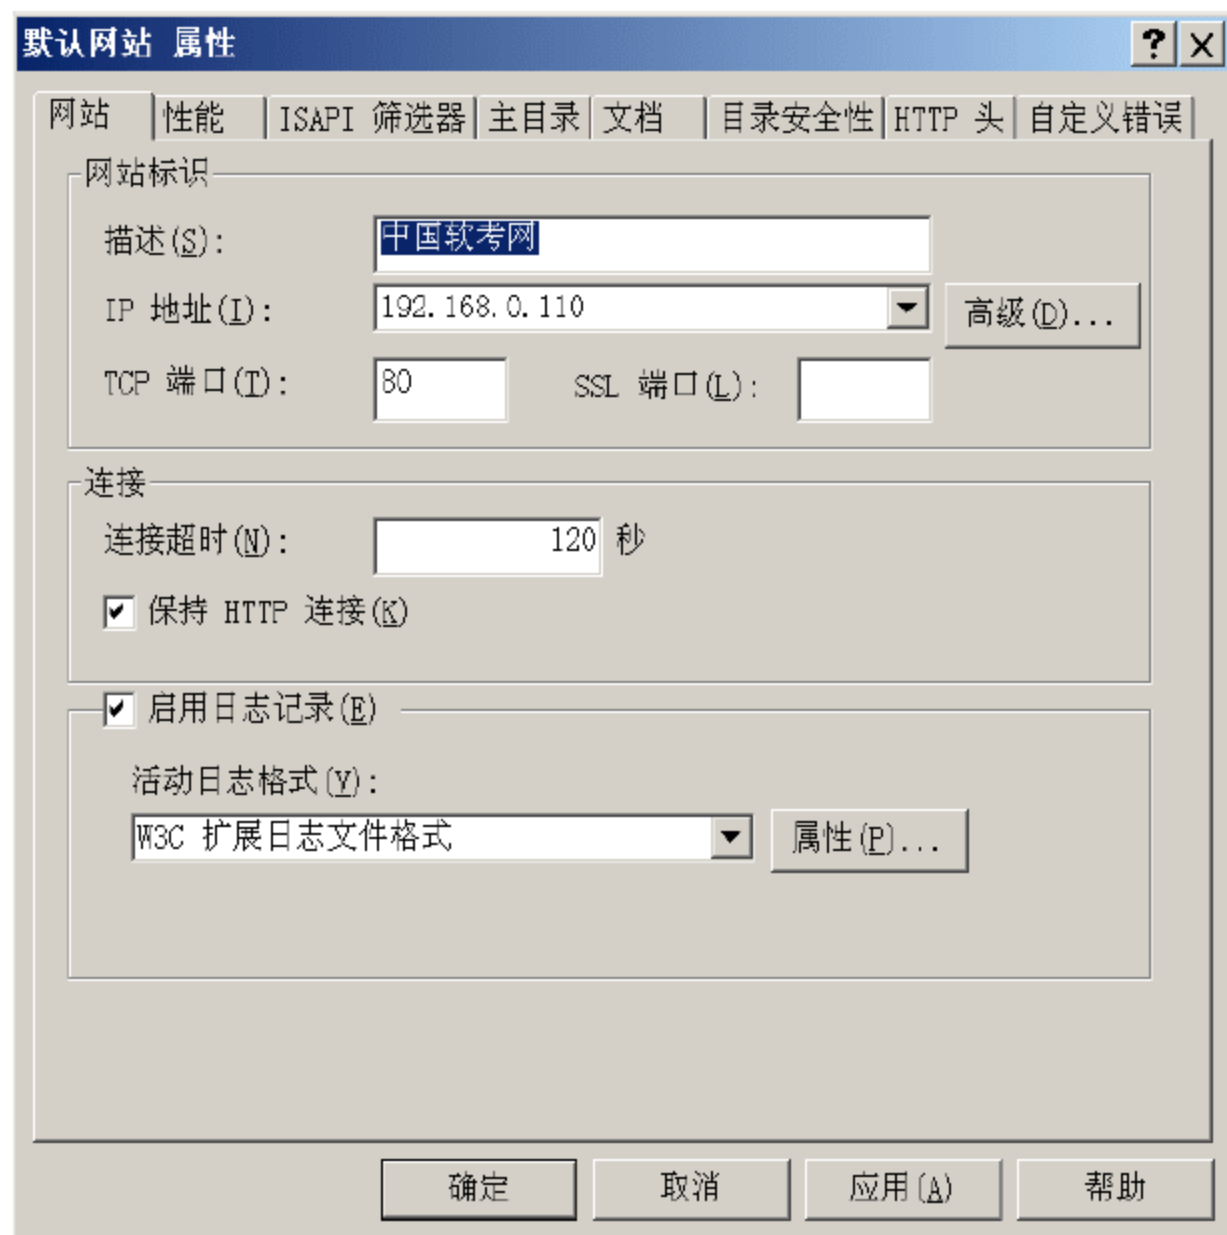 默认网站 属性
网站 性能 ISAPI 筛选器 主目录 文档 目录安全性 HTTP 头 自定义错误
网站标识
描述(S): 中国软考网
IP 地址(I): 192.168.0.110 高级(D)...
TCP 端口(T): 80 SSL 端口(L):
连接
连接超时(N): 120 秒
保持 HTTP 连接(K)
启用日志记录(E)
活动日志格式(V):
W3C 扩展日志文件格式 属性(P)...
确定 取消 应用(A) 帮助